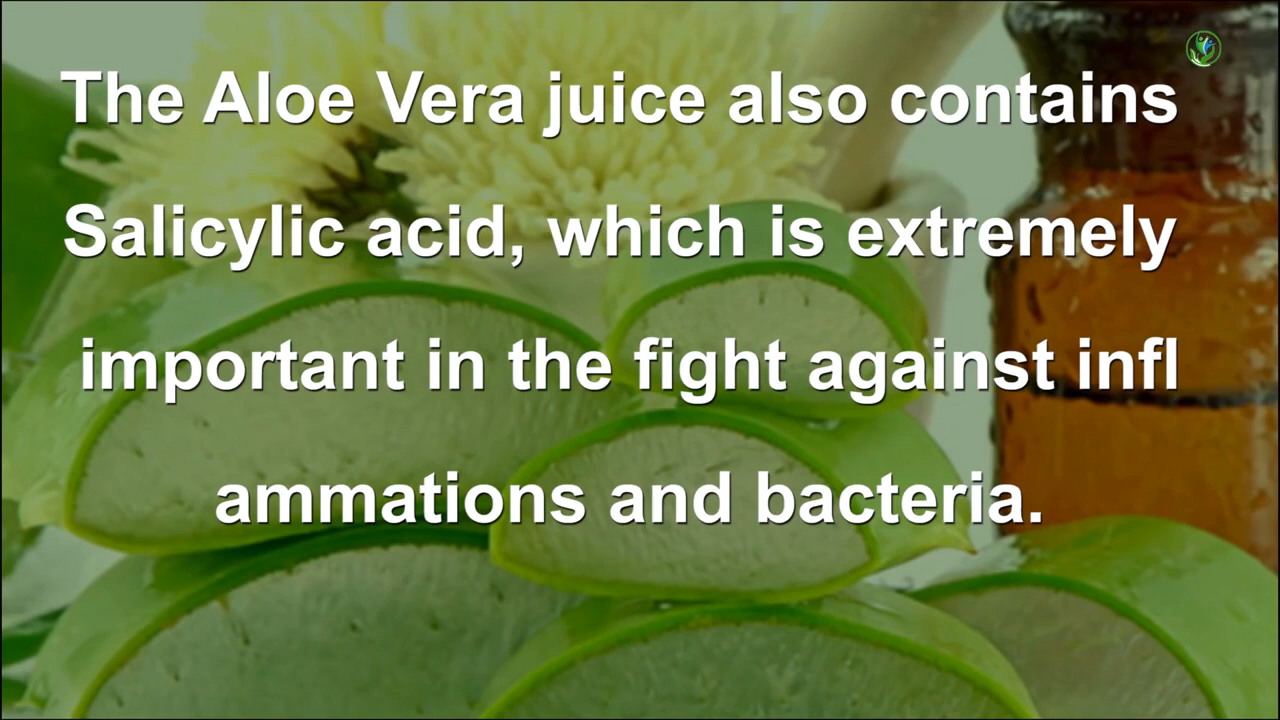 The Aloe Vera juice also contains
Salicylic acid, which is extremely
important in the fight against infl
ammations and bacteria.